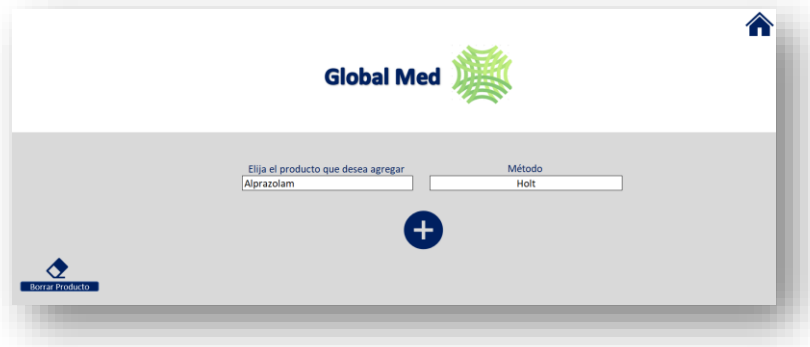 Global Med
Elija el producto que desea agregar
Método
Alprazolam
Holt
Borrar Producto